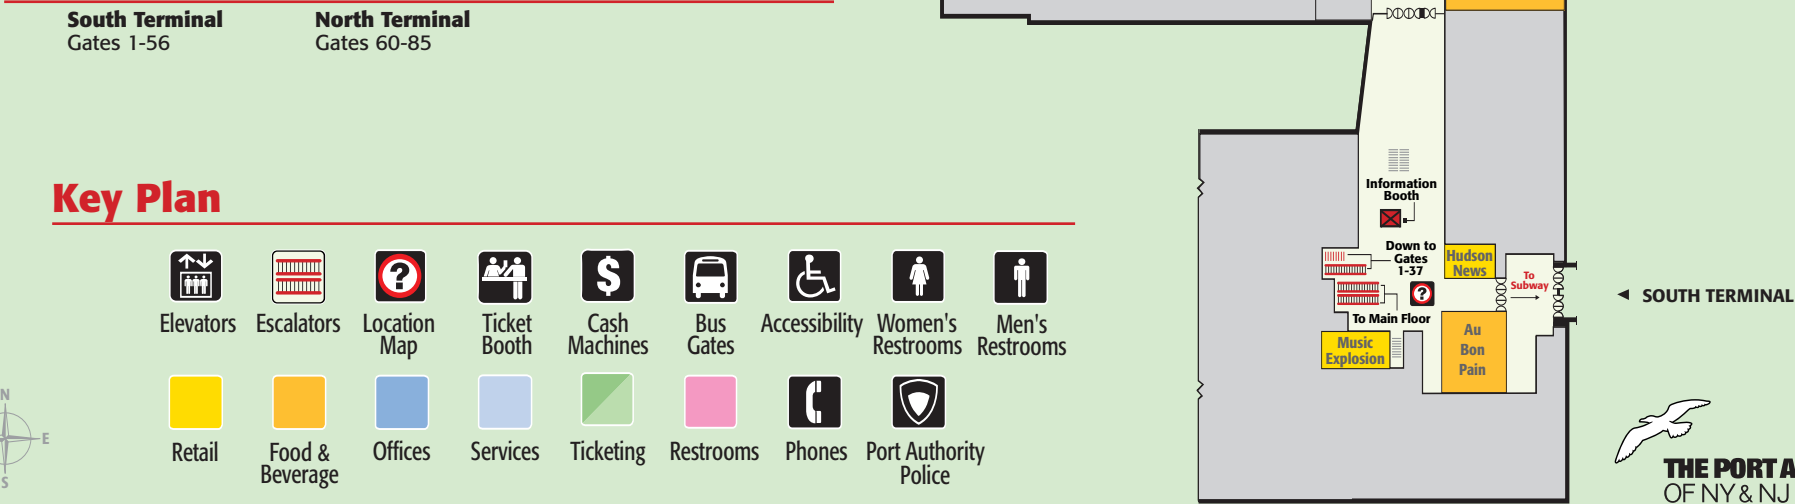 South Terminal
Gates 1-56
North Terminal
Gates 60-85
Key Plan
Elevators
Escalators
Location
Map
Ticket
Booth
Cash
Machines
Bus
Gates
Accessibility
Women's
Restrooms
Men's
Restrooms
Retail
Food &
Beverage
Offices
Services
Ticketing
Restrooms
Phones
Port Authority
Police
N
E
S
Information
Booth
Down to
Gates
1-37
Hudson
News
To
Subway
To Main Floor
Music
Explosion
Au
Bon
Pain
SOUTH TERMINAL
THE PORT A
OF NY & NJ